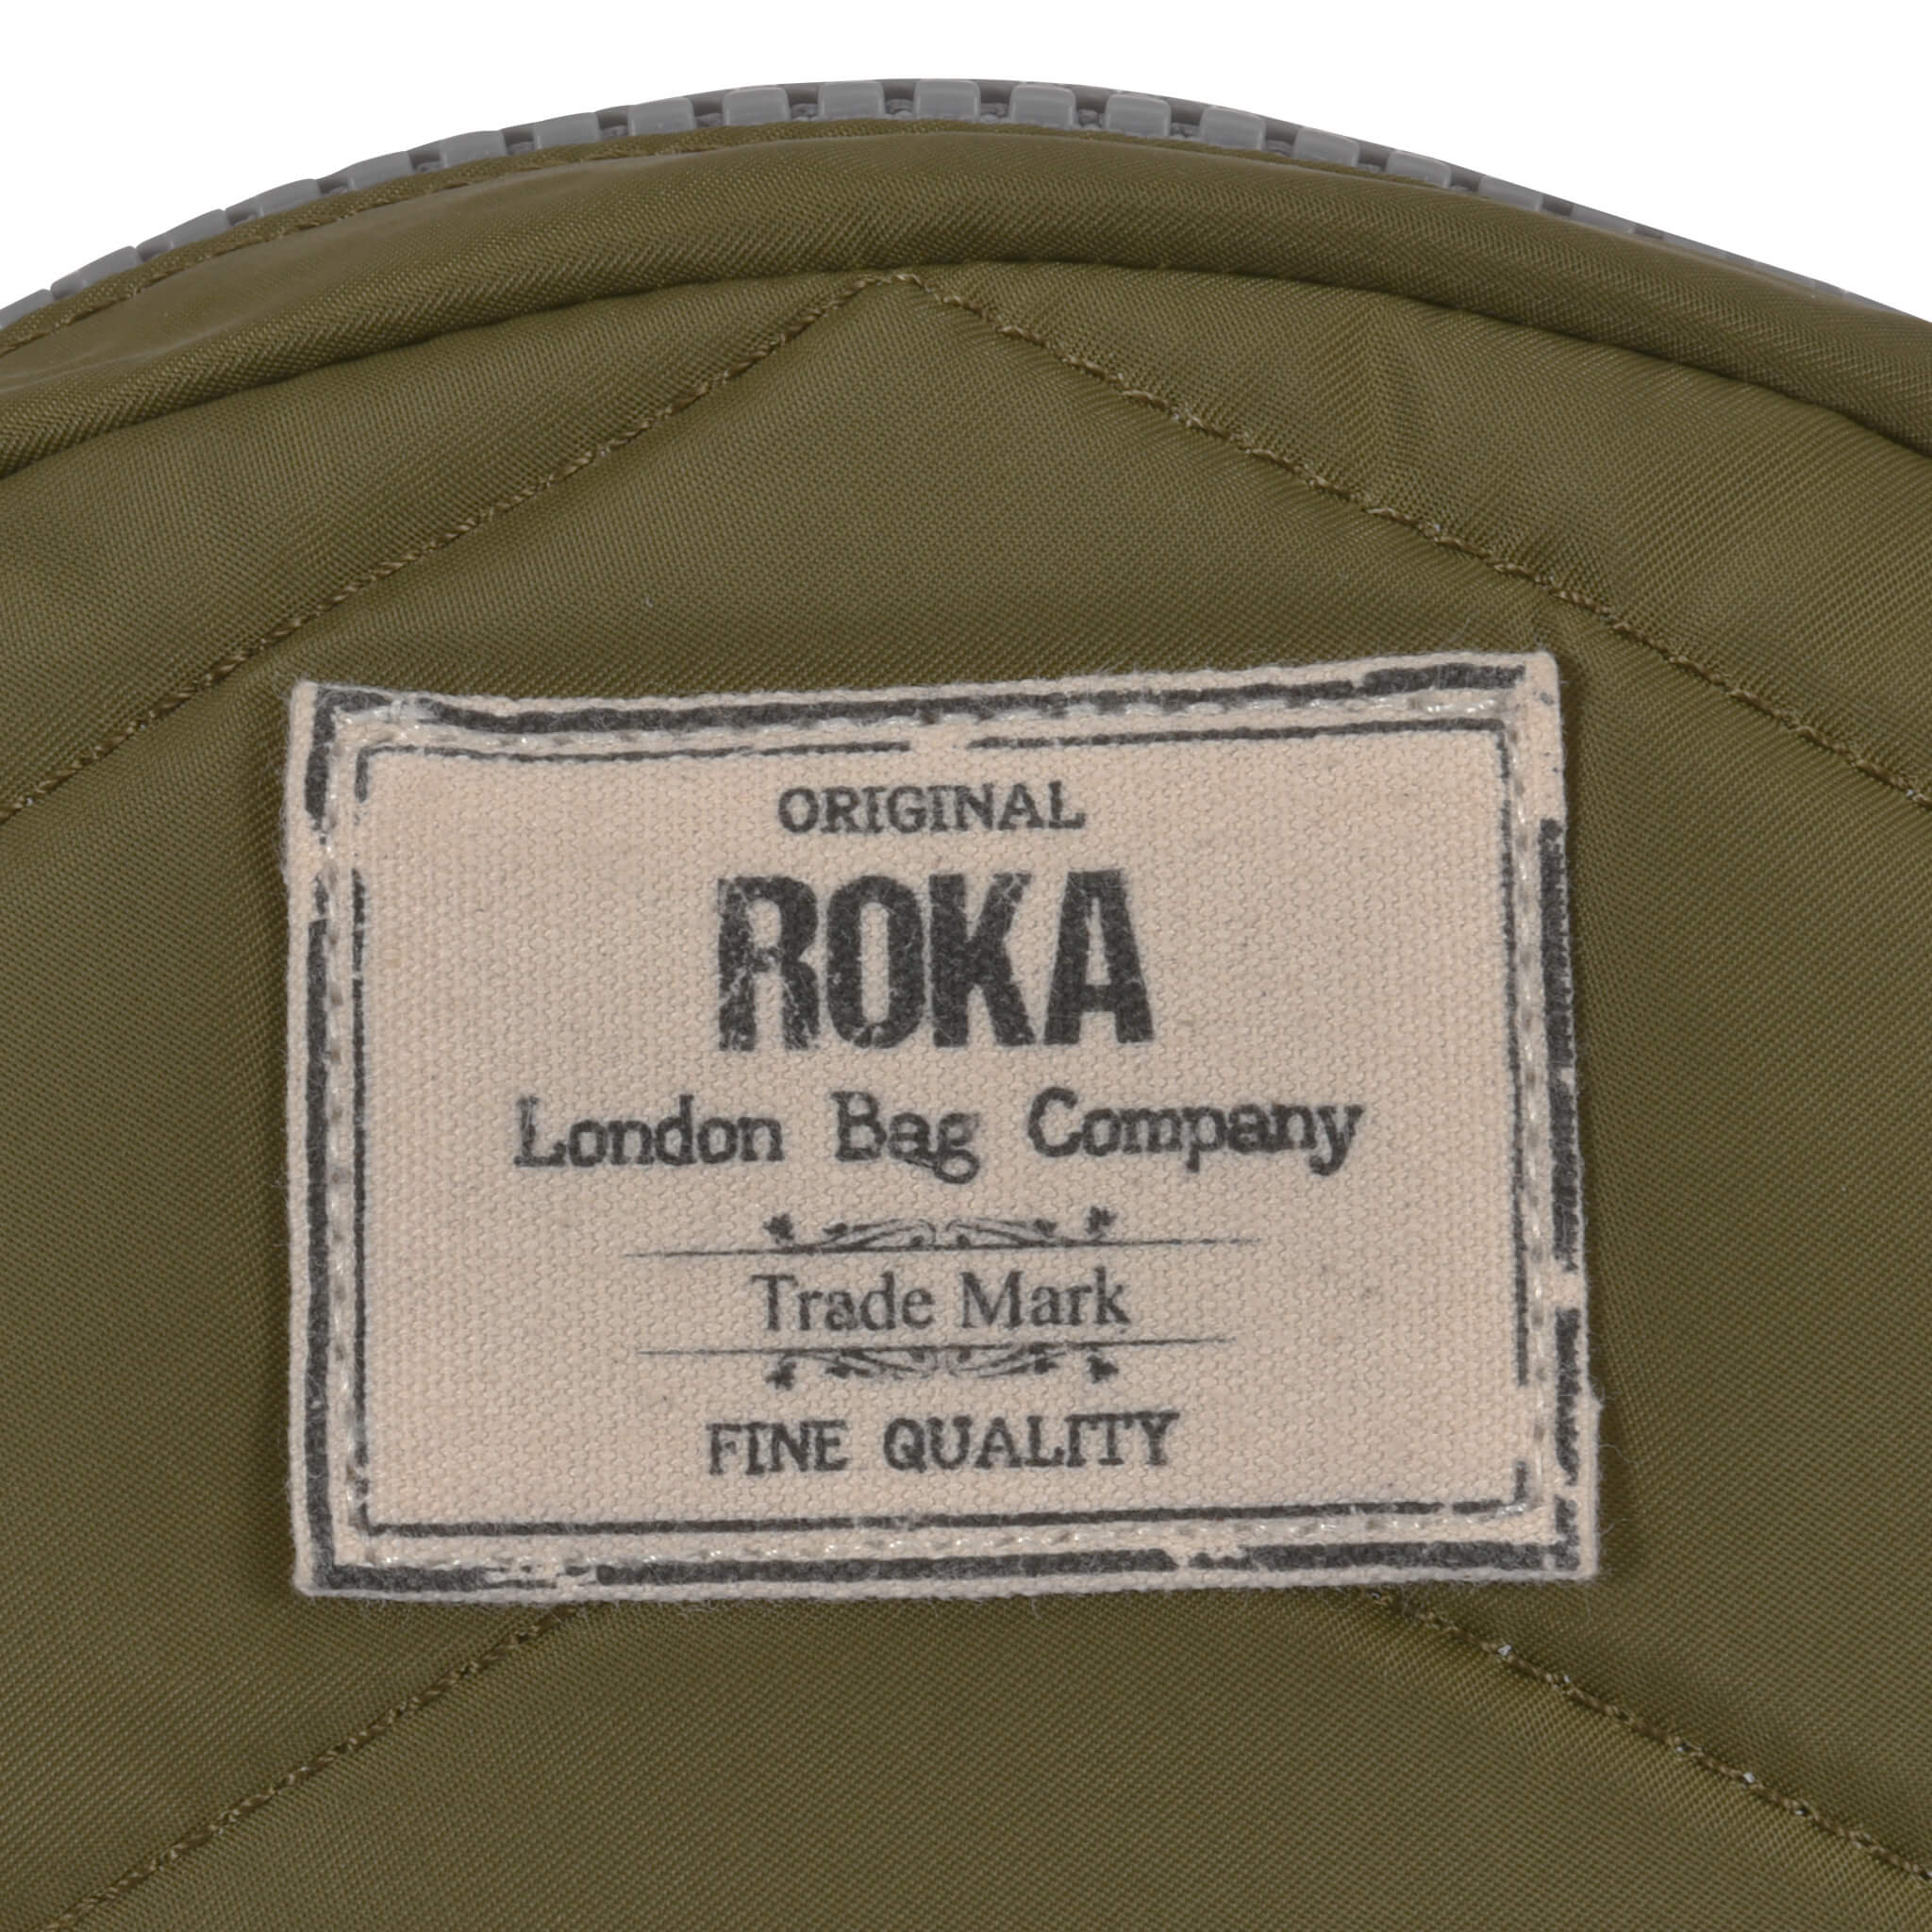 ORIGINAL
ROKA
London Bag Company
Trade Mark
FINE QUALITY